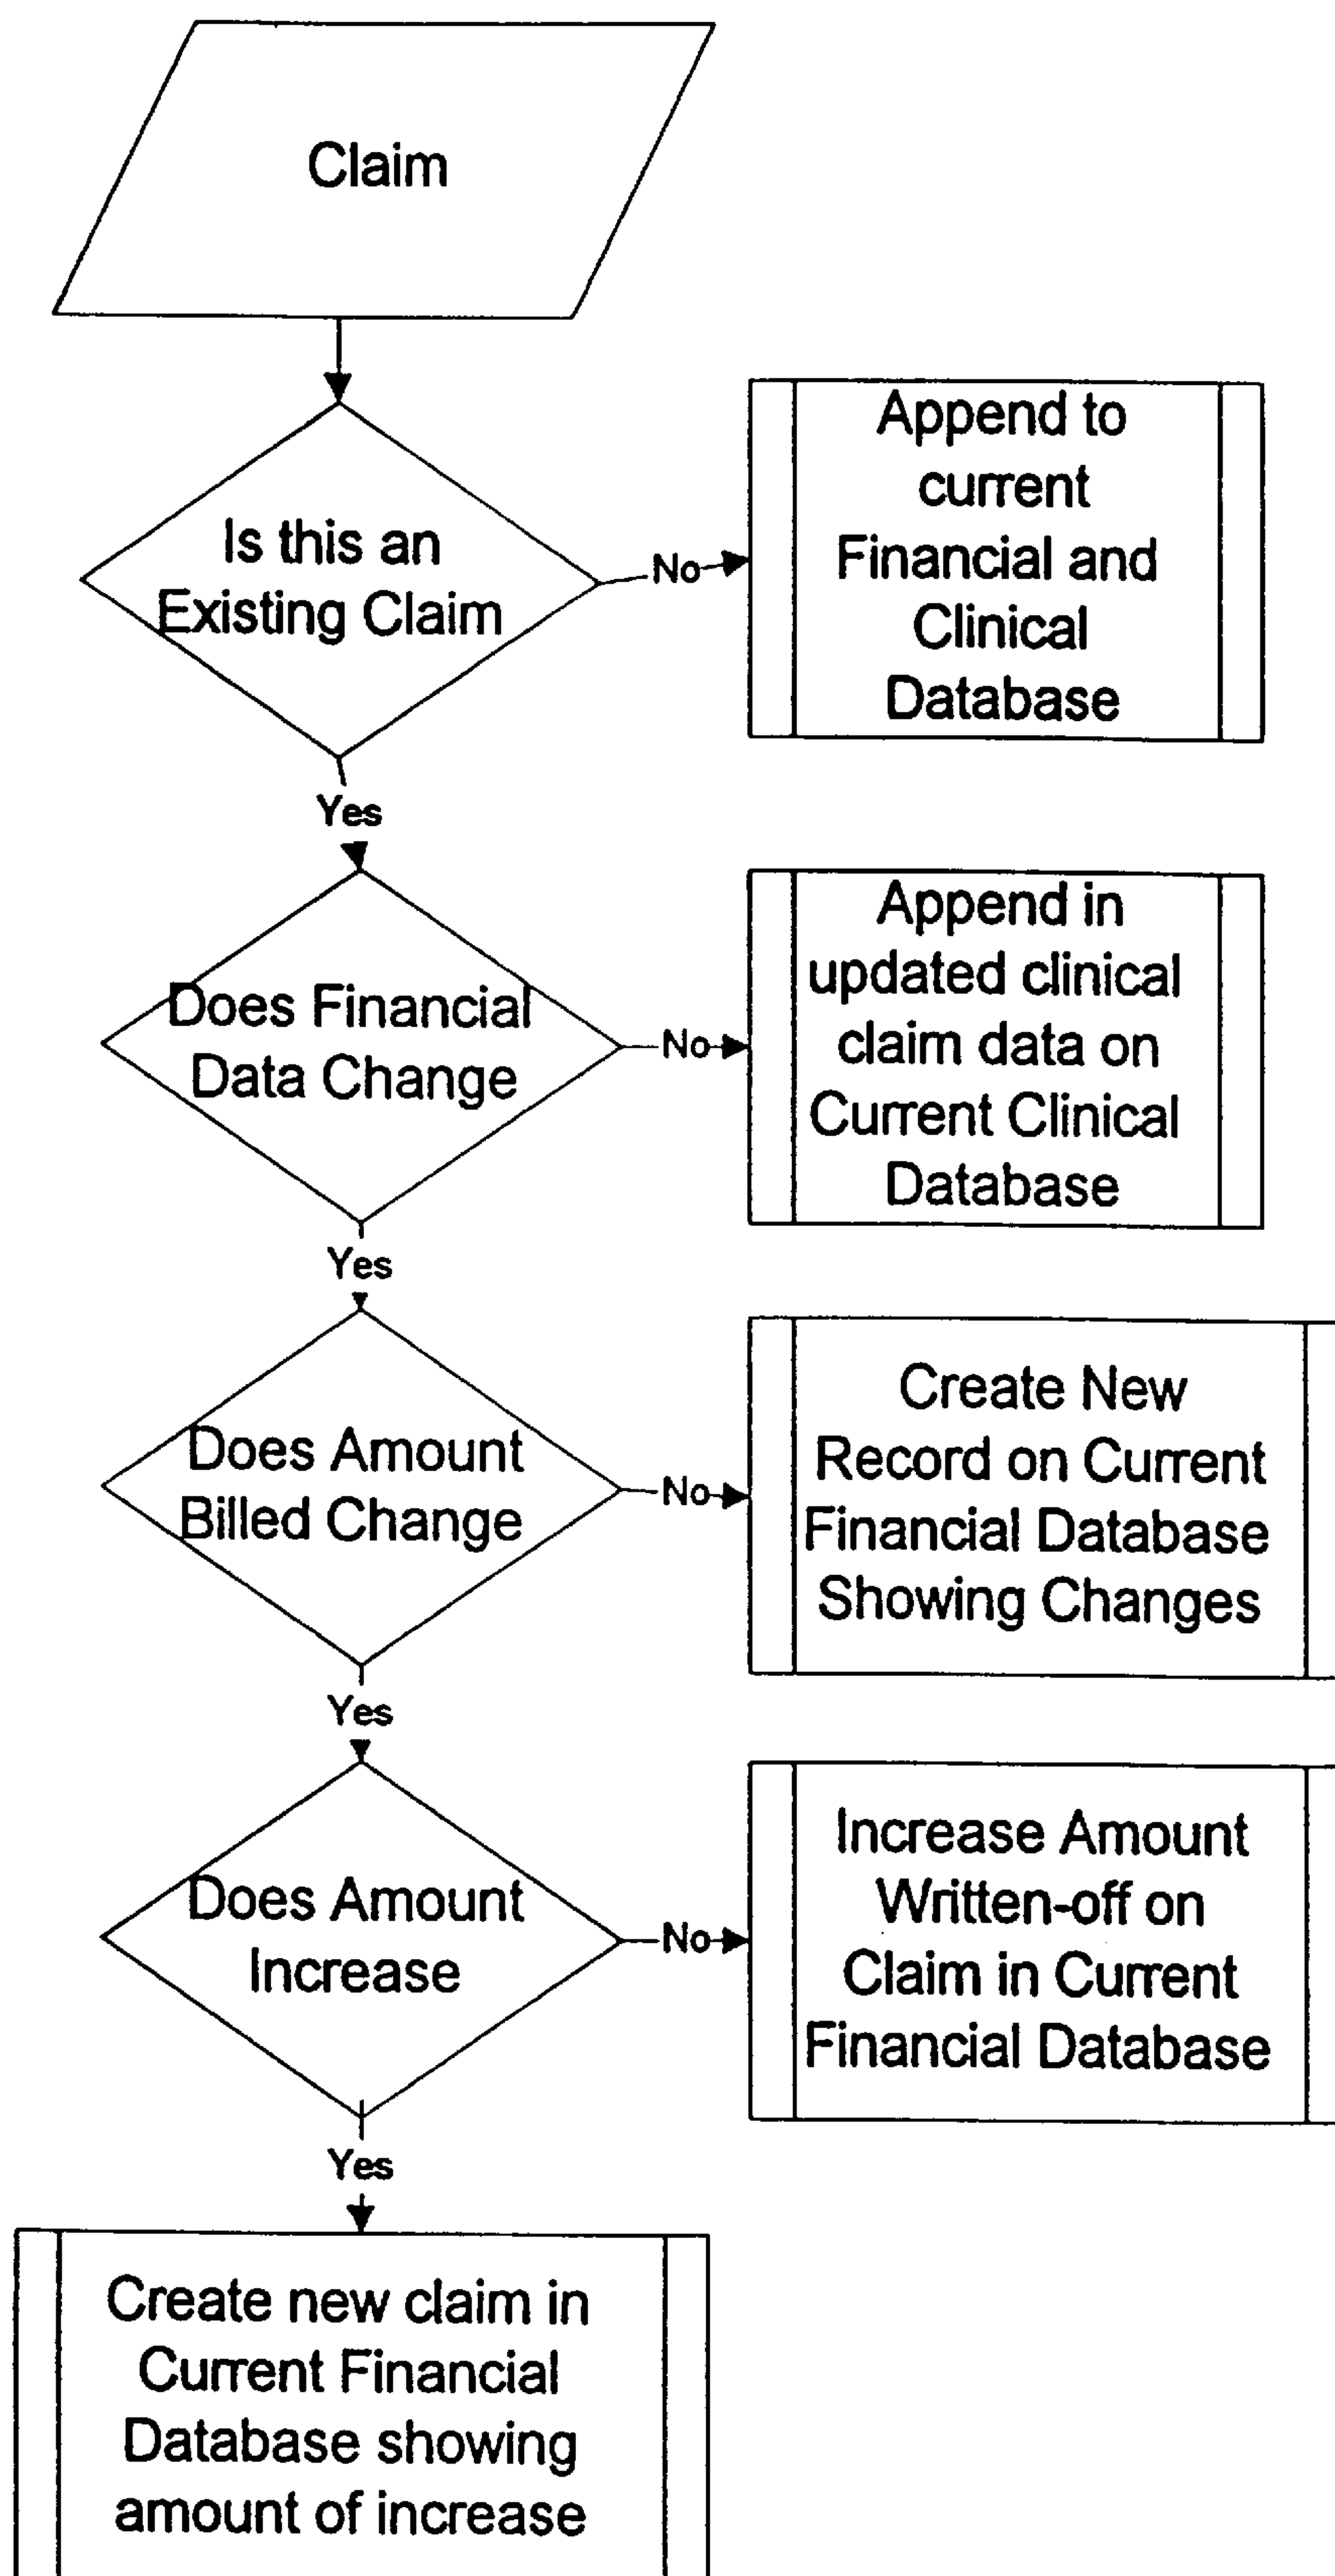 Claim
Is this an
Existing Claim
No
Append to
current
Financial and
Clinical
Database
Yes
Does Financial
Data Change
No
Append in
updated clinical
claim data on
Current Clinical
Database
Yes
Does Amount
Billed Change
No
Create New
Record on Current
Financial Database
Showing Changes
Yes
Does Amount
Increase
No
Increase Amount
Written-off on
Claim in Current
Financial Database
Yes
Create new claim in
Current Financial
Database showing
amount of increase